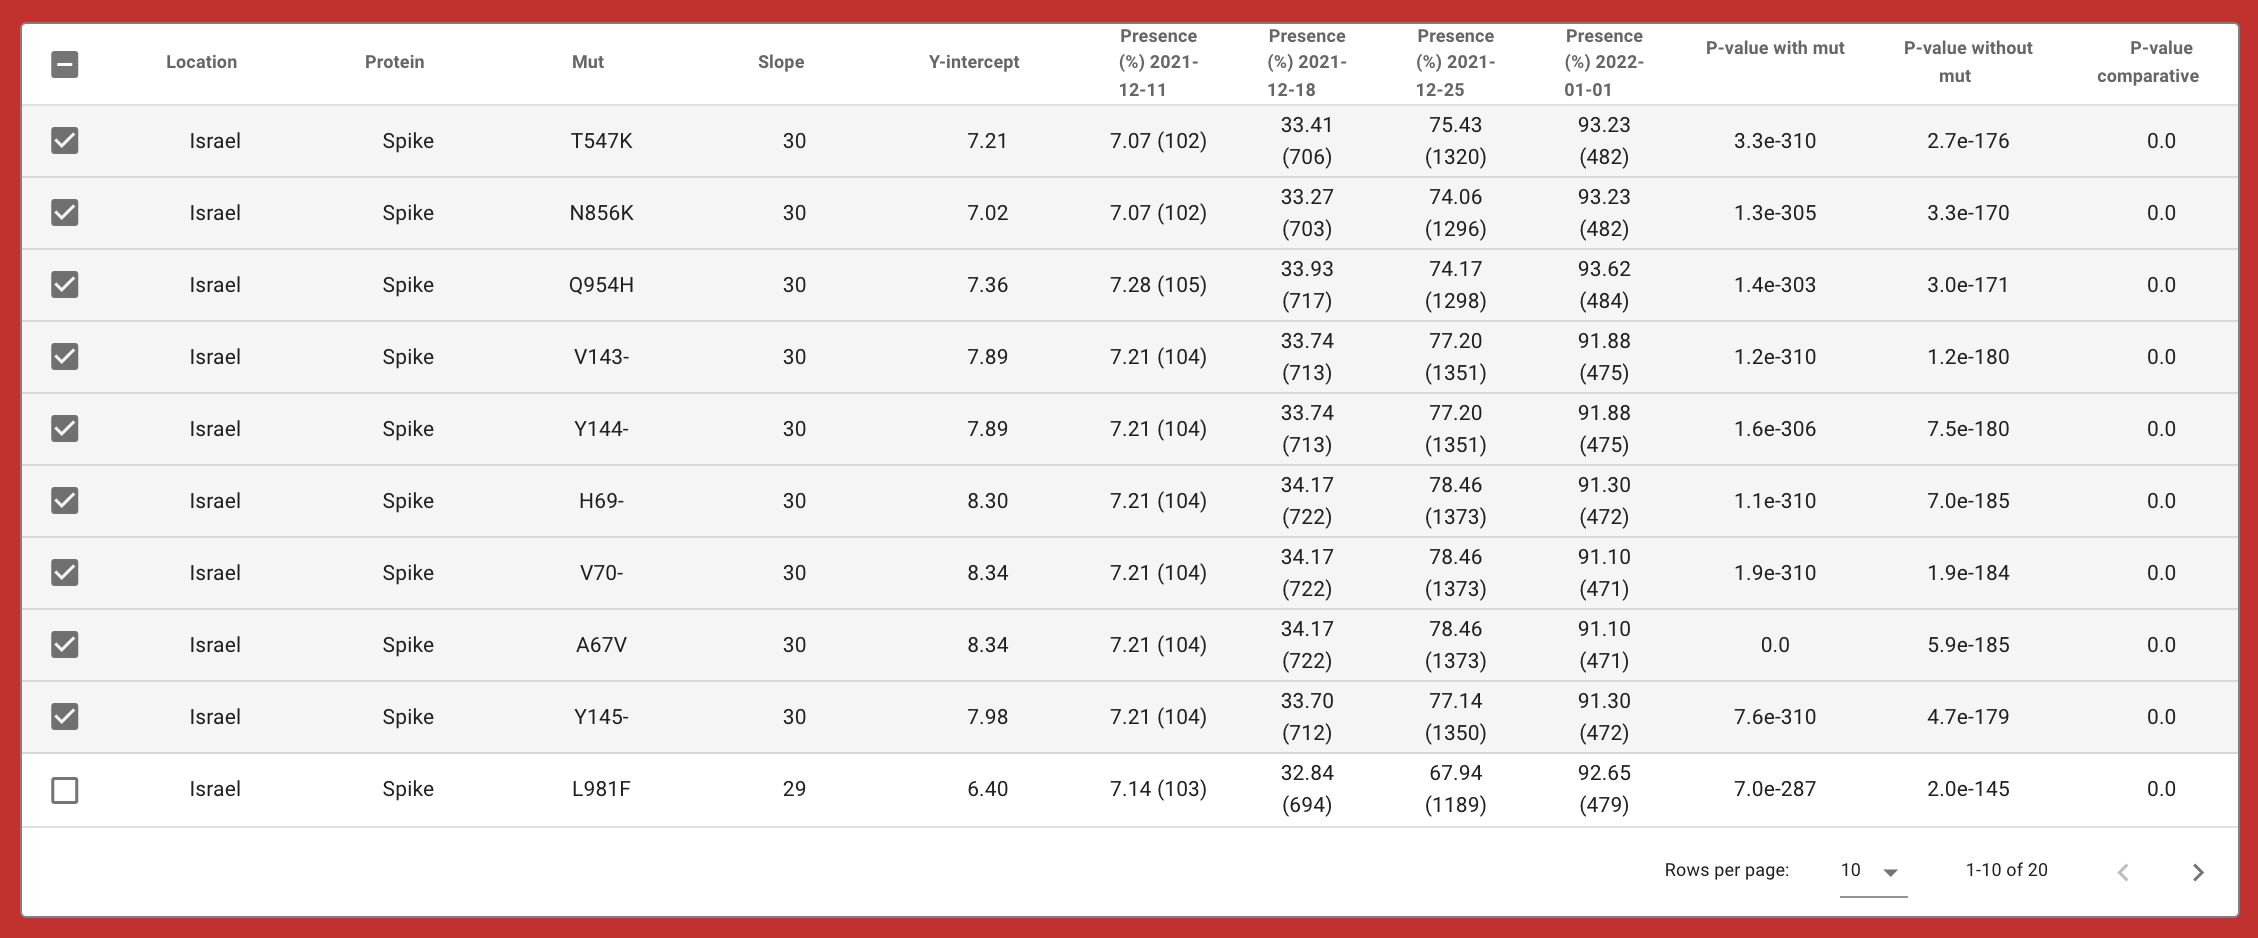 Location Protein Mut Slope Y-intercept Presence (%) 2021-12-11 Presence (%) 2021-12-18 Presence (%) 2021-12-25 Presence (%) 2022-01-01 P-value with mut P-value without mut P-value comparative
Israel Spike T547K 30 7.21 7.07 (102) 33.41 (706) 75.43 (1320) 93.23 (482) 3.3e-310 2.7e-176 0.0
Israel Spike N856K 30 7.02 7.07 (102) 33.27 (703) 74.06 (1296) 93.23 (482) 1.3e-305 3.3e-170 0.0
Israel Spike Q954H 30 7.36 7.28 (105) 33.93 (717) 74.17 (1298) 93.62 (484) 1.4e-303 3.0e-171 0.0
Israel Spike V143- 30 7.89 7.21 (104) 33.74 (713) 77.20 (1351) 91.88 (475) 1.2e-310 1.2e-180 0.0
Israel Spike Y144- 30 7.89 7.21 (104) 33.74 (713) 77.20 (1351) 91.88 (475) 1.6e-306 7.5e-180 0.0
Israel Spike H69- 30 8.30 7.21 (104) 34.17 (722) 78.46 (1373) 91.30 (472) 1.1e-310 7.0e-185 0.0
Israel Spike V70- 30 8.34 7.21 (104) 34.17 (722) 78.46 (1373) 91.10 (471) 1.9e-310 1.9e-184 0.0
Israel Spike A67V 30 8.34 7.21 (104) 34.17 (722) 78.46 (1373) 91.10 (471) 0.0 5.9e-185 0.0
Israel Spike Y145- 30 7.98 7.21 (104) 33.70 (712) 77.14 (1350) 91.30 (472) 7.6e-310 4.7e-179 0.0
Israel Spike L981F 29 6.40 7.14 (103) 32.84 (694) 67.94 (1189) 92.65 (479) 7.0e-287 2.0e-145 0.0
Rows per page: 10 1-10 of 20